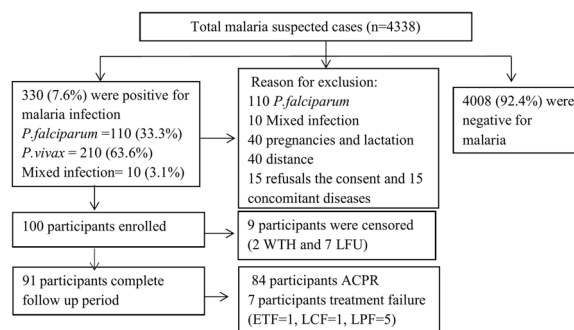 Total malaria suspected cases (n=4338)
330 (7.6%) were positive for
malaria infection
P.falciparum =110 (33.3%)
P.vivax = 210 (63.6%)
Mixed infection= 10 (3.1%)
Reason for exclusion:
110 P.falciparum
10 Mixed infection
40 pregnancies and lactation
40 distance
15 refusals the consent and 15
concomitant diseases
4008 (92.4%) were
negative for
malaria
100 participants enrolled
9 participants were censored
(2 WTH and 7 LFU)
91 participants complete
follow up period
84 participants ACPR
7 participants treatment failure
(ETF=1, LCF=1, LPF=5)